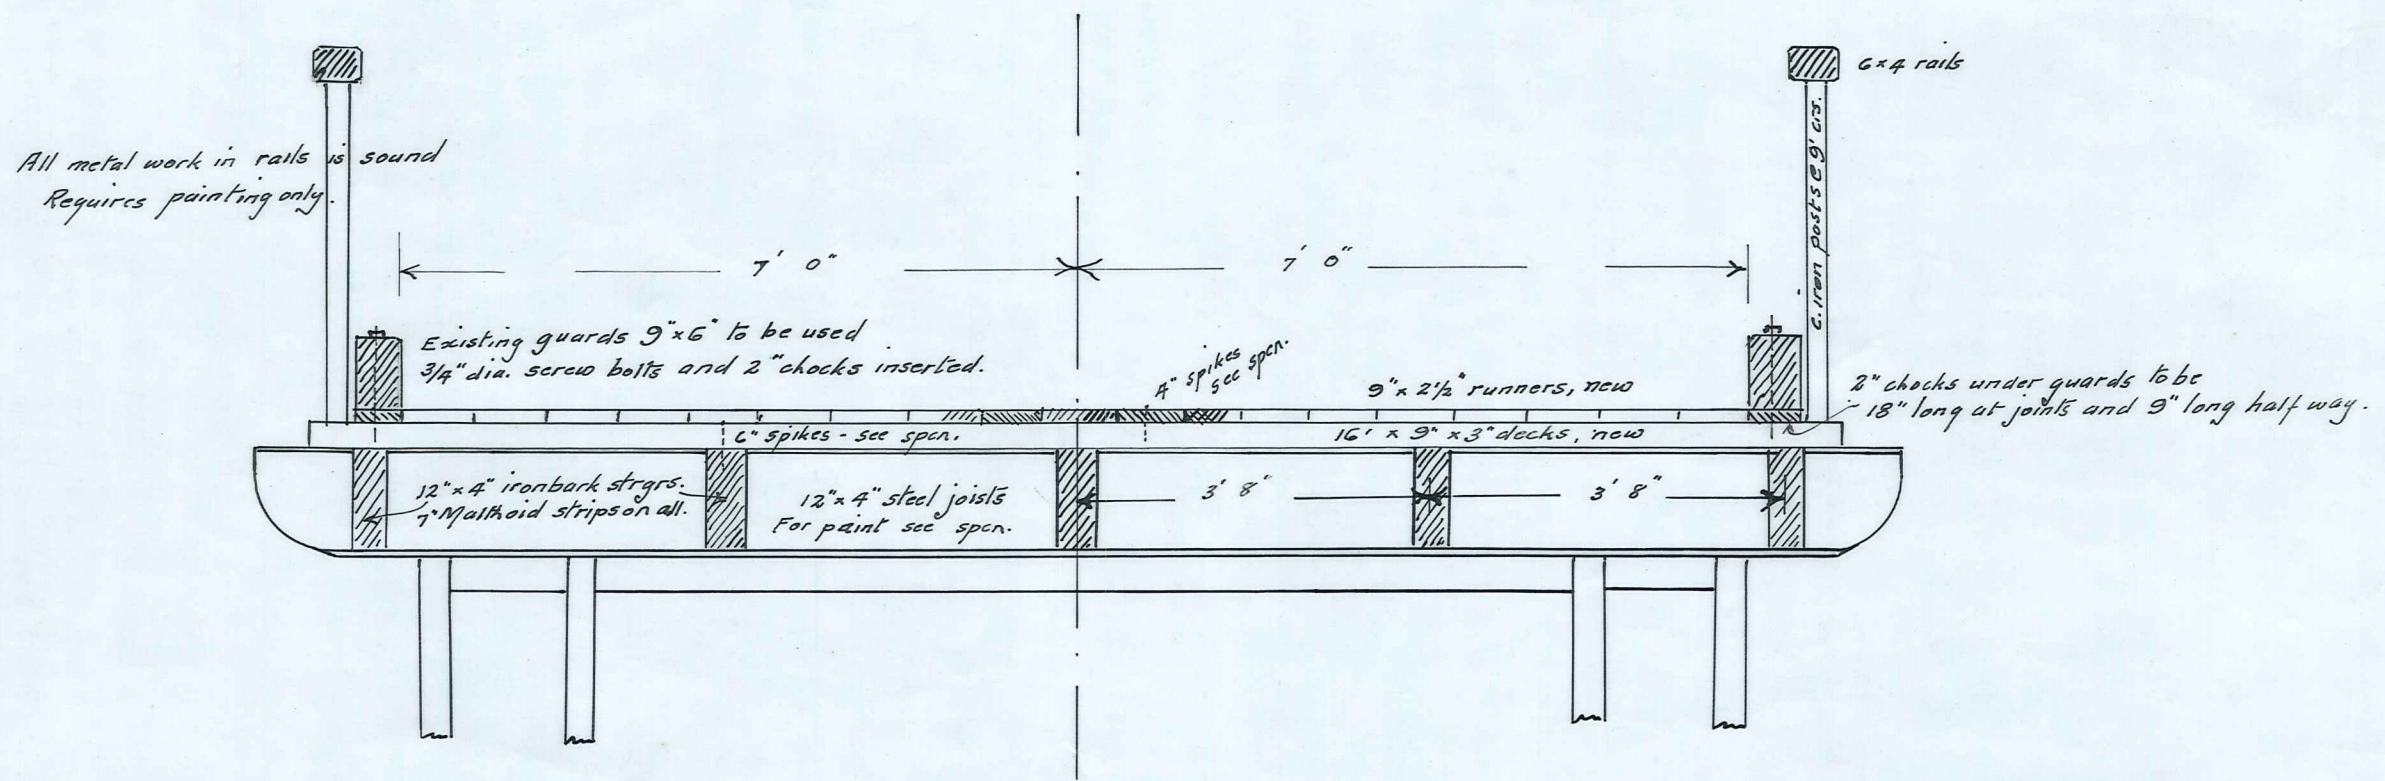 6×4 rails
All metal work in rails is sound
Requires painting only.
c. iron posts @ 9' crs.
7' 0"
7' 0"
Existing guards 9"×6" to be used
3/4" dia. screw bolts and 2" chocks inserted.
4" spikes
see spcn.
9" × 2½" runners, new
2" chocks under guards to be
18" long at joints and 9" long half way.
6" spikes - see spcn.
16' × 9" × 3" decks, new
12"×4" ironbark strgrs.
7" Malthoid strips on all.
12"× 4" steel joists
For paint see spcn.
3' 8"
3' 8"